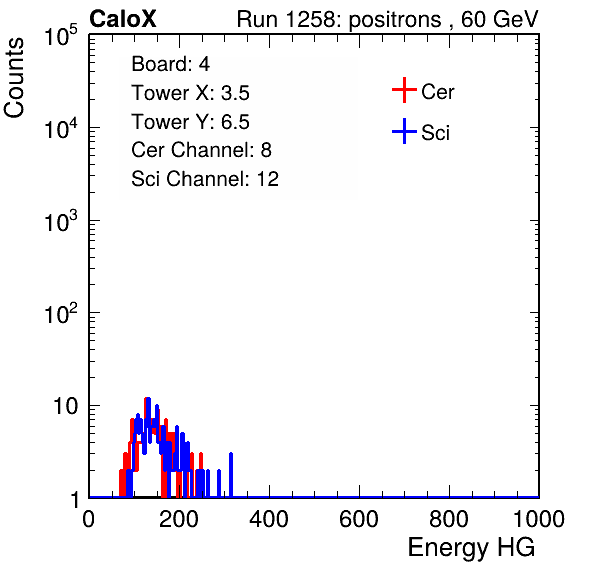 CaloX Run 1258: positrons , 60 GeV
Counts
10^5
10^4
10^3
10^2
10
1
Board: 4
Tower X: 3.5
Tower Y: 6.5
Cer Channel: 8
Sci Channel: 12
Cer
Sci
0 200 400 600 800 1000
Energy HG